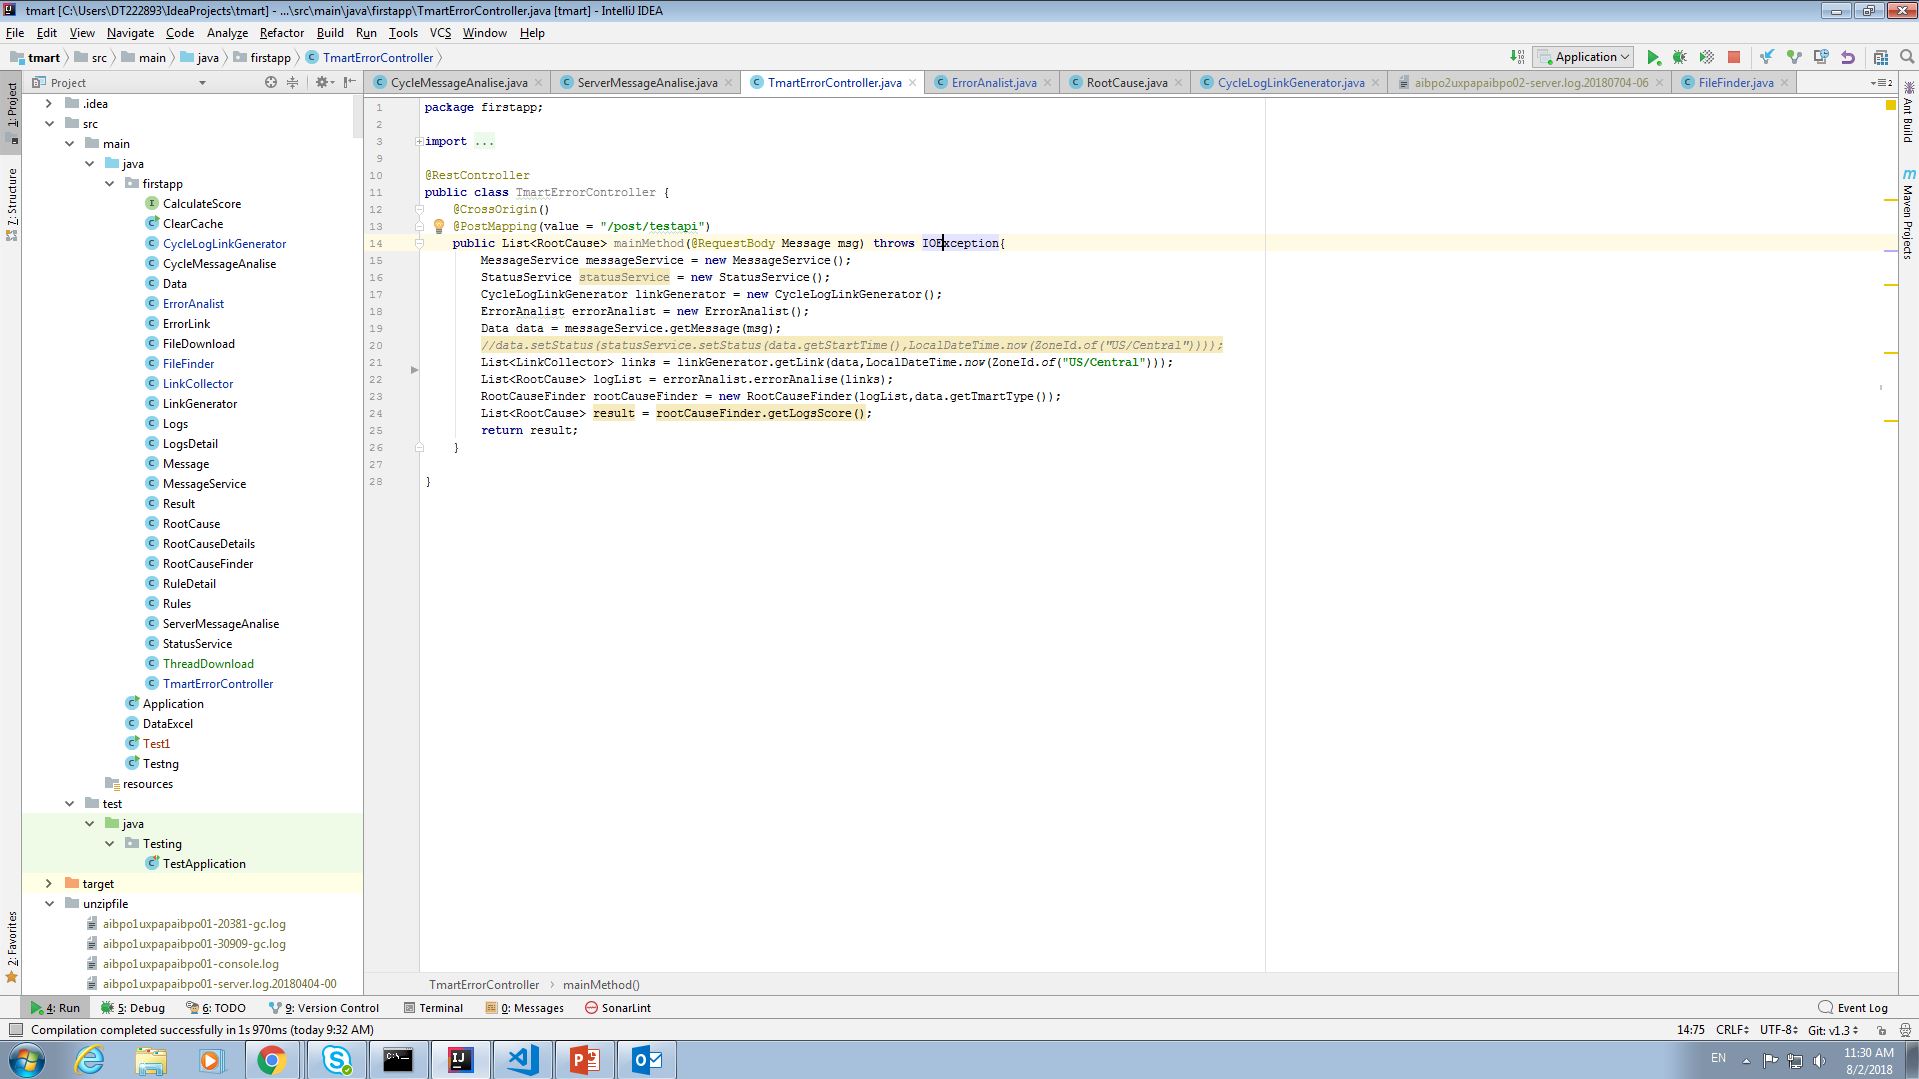 tmart [C:\Users\DT222893\IdeaProjects\tmart] - ...\src\main\java\firstapp\TmartErrorController.java [tmart] - IntelliJ IDEA
File Edit View Navigate Code Analyze Refactor Build Run Tools VCS Window Help
tmart src main java firstapp TmartErrorController
Application
Project
CycleMessageAnalise.java ServerMessageAnalise.java TmartErrorController.java ErrorAnalist.java RootCause.java CycleLogLinkGenerator.java aibpo2uxpapaibpo02-server.log.20180704-06 FileFinder.java
1: Project
7: Structure
2: Favorites
Ant Build
Maven Projects
.idea
src
main
java
firstapp
CalculateScore
ClearCache
CycleLogLinkGenerator
CycleMessageAnalise
Data
ErrorAnalist
ErrorLink
FileDownload
FileFinder
LinkCollector
LinkGenerator
Logs
LogsDetail
Message
MessageService
Result
RootCause
RootCauseDetails
RootCauseFinder
RuleDetail
Rules
ServerMessageAnalise
StatusService
ThreadDownload
TmartErrorController
Application
DataExcel
Test1
Testng
resources
test
java
Testing
TestApplication
target
unzipfile
aibpo1uxpapaibpo01-20381-gc.log
aibpo1uxpapaibpo01-30909-gc.log
aibpo1uxpapaibpo01-console.log
aibpo1uxpapaibpo01-server.log.20180404-00
1 package firstapp;
2
3 import ...
9
10 @RestController
11 public class TmartErrorController {
12 @CrossOrigin()
13 @PostMapping(value = "/post/testapi")
14 public List<RootCause> mainMethod(@RequestBody Message msg) throws IOException{
15 MessageService messageService = new MessageService();
16 StatusService statusService = new StatusService();
17 CycleLogLinkGenerator linkGenerator = new CycleLogLinkGenerator();
18 ErrorAnalist errorAnalist = new ErrorAnalist();
19 Data data = messageService.getMessage(msg);
20 //data.setStatus(statusService.setStatus(data.getStartTime(),LocalDateTime.now(ZoneId.of("US/Central"))));
21 List<LinkCollector> links = linkGenerator.getLink(data,LocalDateTime.now(ZoneId.of("US/Central")));
22 List<RootCause> logList = errorAnalist.errorAnalise(links);
23 RootCauseFinder rootCauseFinder = new RootCauseFinder(logList,data.getTmartType());
24 List<RootCause> result = rootCauseFinder.getLogsScore();
25 return result;
26 }
27
28 }
TmartErrorController mainMethod()
4: Run 5: Debug 6: TODO 9: Version Control Terminal 0: Messages SonarLint Event Log
Compilation completed successfully in 1s 970ms (today 9:32 AM) 14:75 CRLF UTF-8 Git: v1.3
EN 11:30 AM
8/2/2018